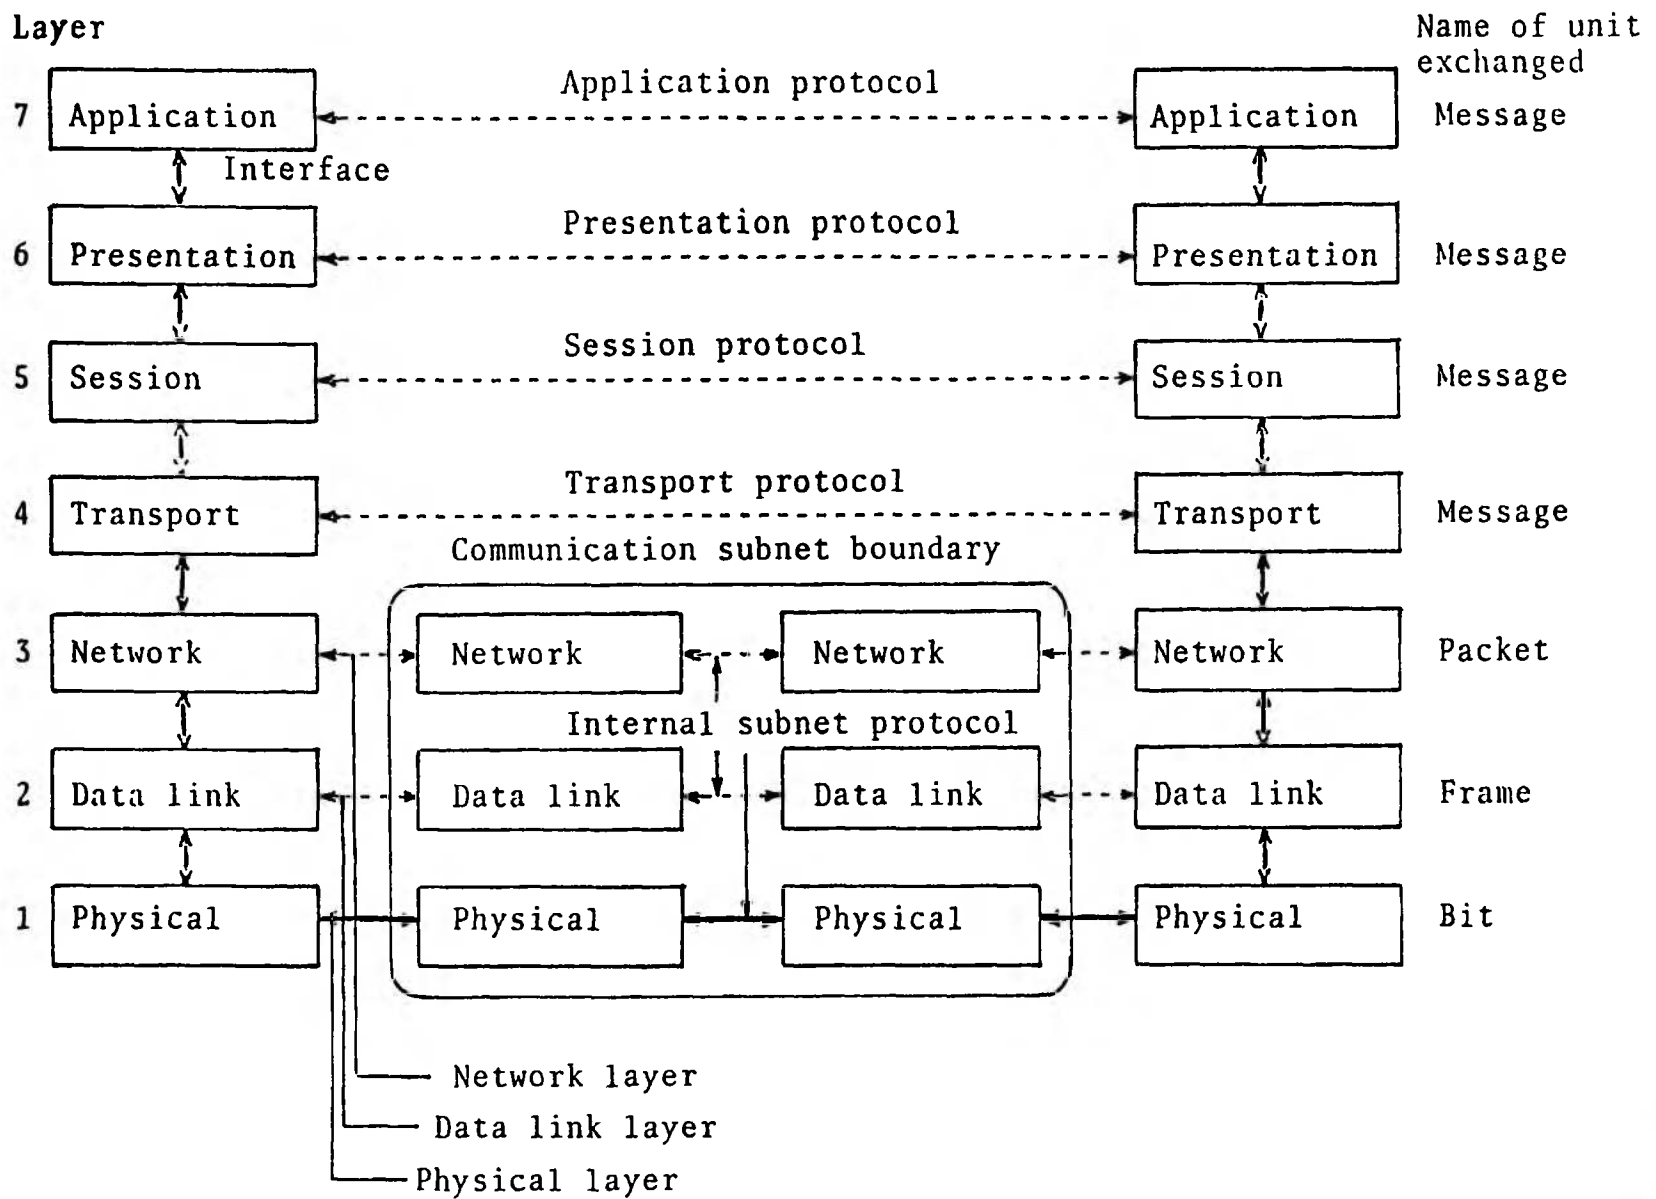 Layer
Name of unit
exchanged
Application protocol
7 Application Application Message
Interface
Presentation protocol
6 Presentation Presentation Message
Session protocol
5 Session Session Message
Transport protocol
4 Transport Transport Message
Communication subnet boundary
3 Network Network Network Network Packet
Internal subnet protocol
2 Data link Data link Data link Data link Frame
1 Physical Physical Physical Physical Bit
Network layer
Data link layer
Physical layer